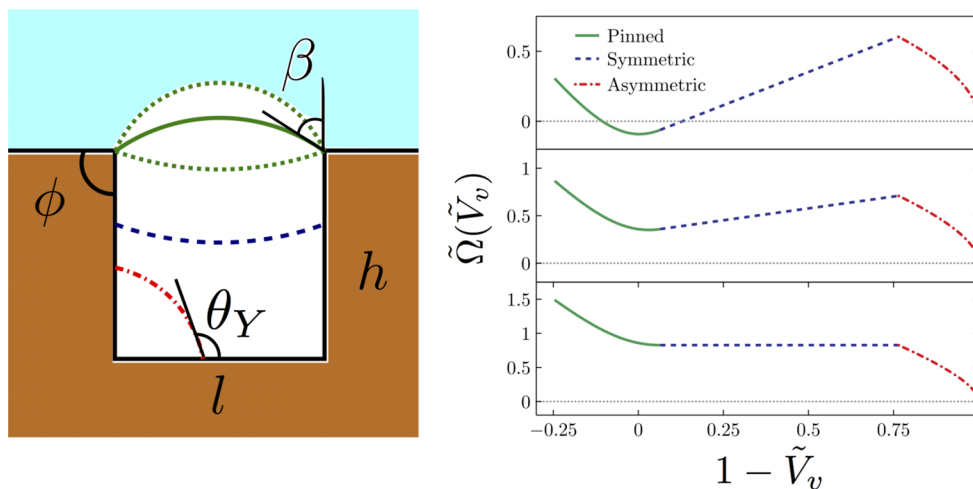 β
ϕ
h
θ_Y
l
Pinned
Symmetric
Asymmetric
0.5
0
1
0.5
0
1.5
1
0.5
0
Ω̃(Ṽ_v)
−0.25 0 0.25 0.5 0.75
1 − Ṽ_v